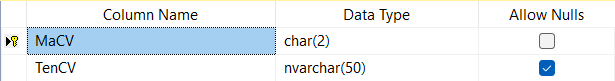 Column Name Data Type Allow Nulls
MaCV char(2)
TenCV nvarchar(50)